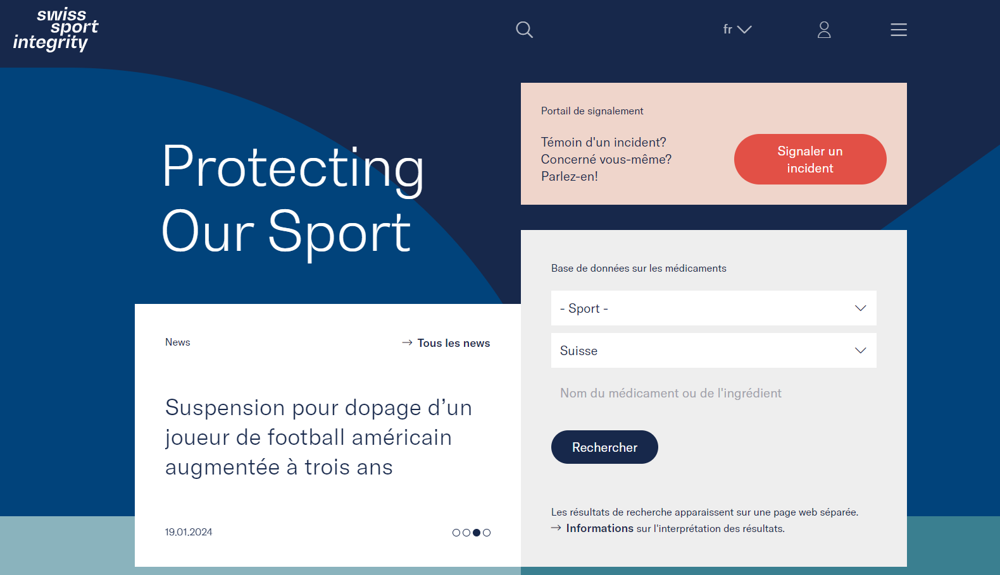 swiss
sport
integrity
fr
Protecting
Our Sport
Portail de signalement
Témoin d'un incident?
Concerné vous-même?
Parlez-en!
Signaler un
incident
News
→ Tous les news
Suspension pour dopage d’un
joueur de football américain
augmentée à trois ans
19.01.2024
Base de données sur les médicaments
- Sport -
Suisse
Nom du médicament ou de l'ingrédient
Rechercher
Les résultats de recherche apparaissent sur une page web séparée.
→ Informations sur l'interprétation des résultats.